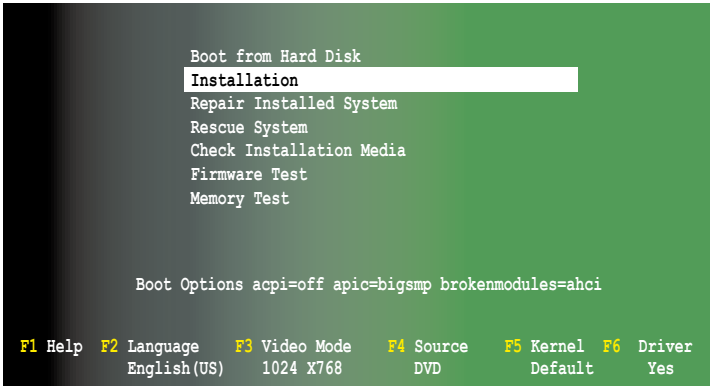 Boot from Hard Disk
Installation
Repair Installed System
Rescue System
Check Installation Media
Firmware Test
Memory Test
Boot Options acpi=off apic=bigsmp brokenmodules=ahci
F1 Help F2 Language F3 Video Mode F4 Source F5 Kernel F6 Driver
English(US) 1024 X768 DVD Default Yes